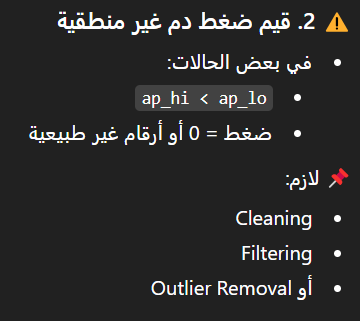 ⚠️ 2. قيم ضغط دم غير منطقية
• في بعض الحالات:
• ap_hi < ap_lo
• ضغط = 0 أو أرقام غير طبيعية
📌 لازم:
• Cleaning
• Filtering
• أو Outlier Removal